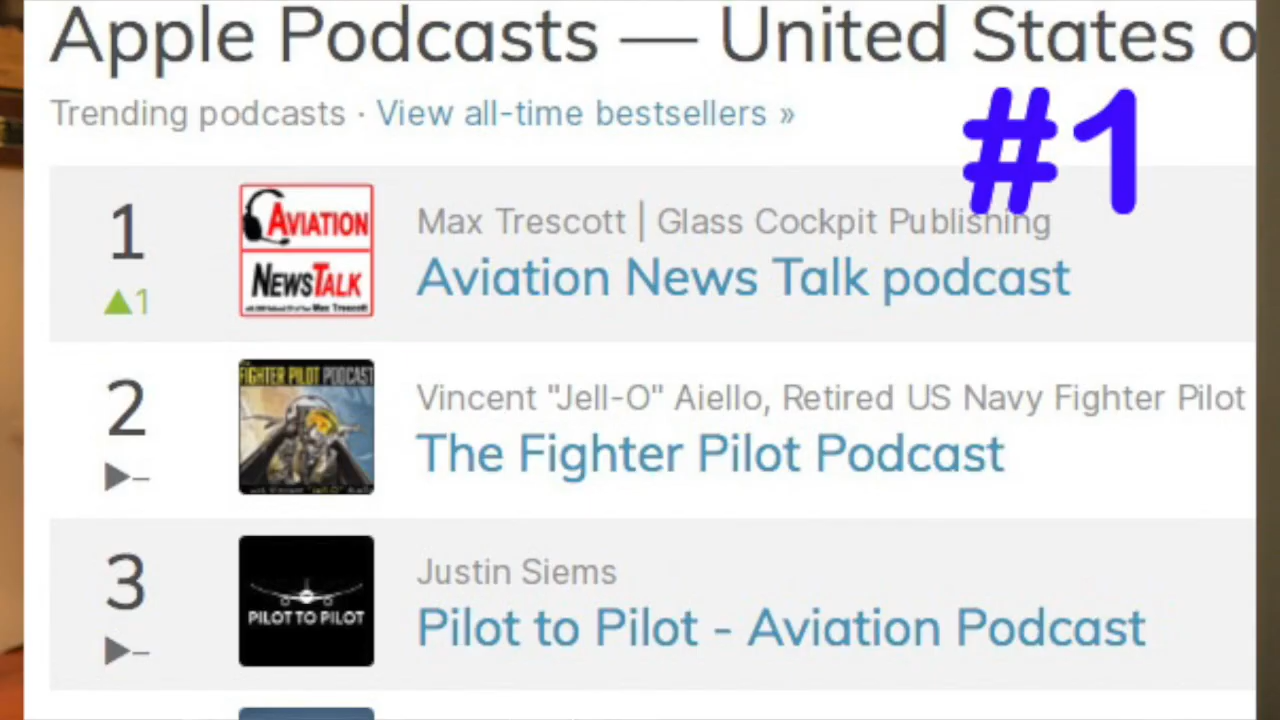 Apple Podcasts — United States o
Trending podcasts · View all-time bestsellers »
#1
1
1
AVIATION
NEWSTALK
Max Trescott | Glass Cockpit Publishing
Aviation News Talk podcast
2
–
FIGHTER PILOT PODCAST
Vincent "Jell-O" Aiello, Retired US Navy Fighter Pilot
The Fighter Pilot Podcast
3
–
PILOT TO PILOT
Justin Siems
Pilot to Pilot - Aviation Podcast